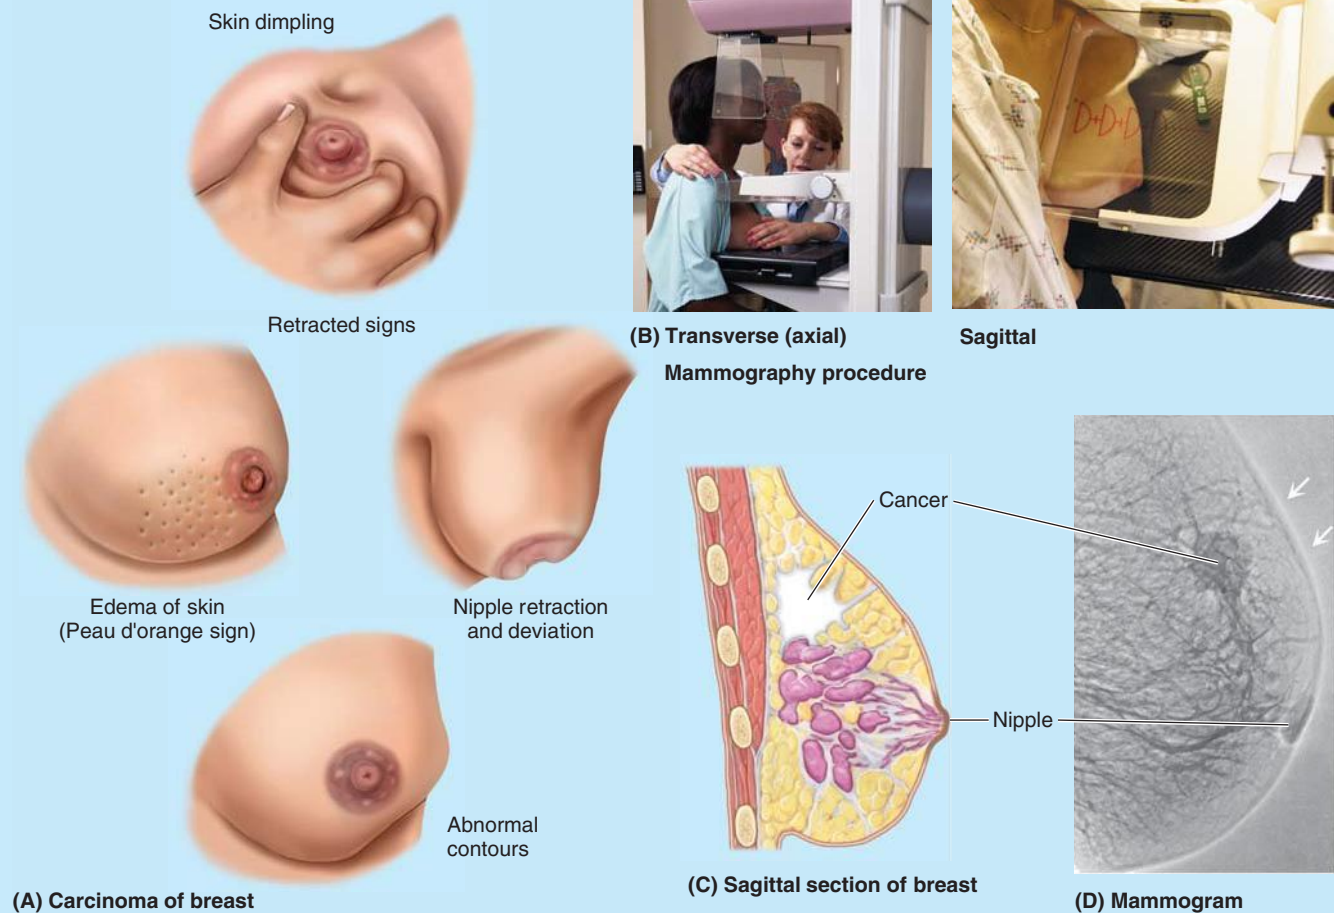 Skin dimpling
Retracted signs
Edema of skin
(Peau d'orange sign)
Nipple retraction
and deviation
Abnormal
contours
(A) Carcinoma of breast
(B) Transverse (axial)
Sagittal
Mammography procedure
D+D+D
Cancer
Nipple
(C) Sagittal section of breast
(D) Mammogram